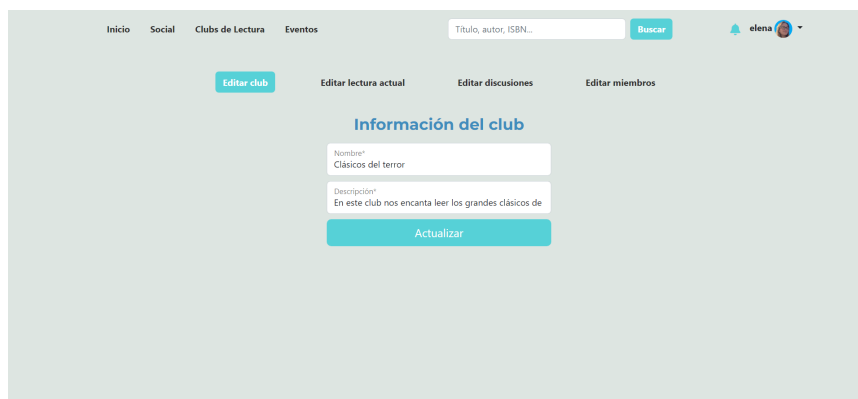 Inicio Social Clubs de Lectura Eventos Título, autor, ISBN... Buscar elena
Editar club Editar lectura actual Editar discusiones Editar miembros
Información del club
Nombre*
Clásicos del terror
Descripción*
En este club nos encanta leer los grandes clásicos de
Actualizar